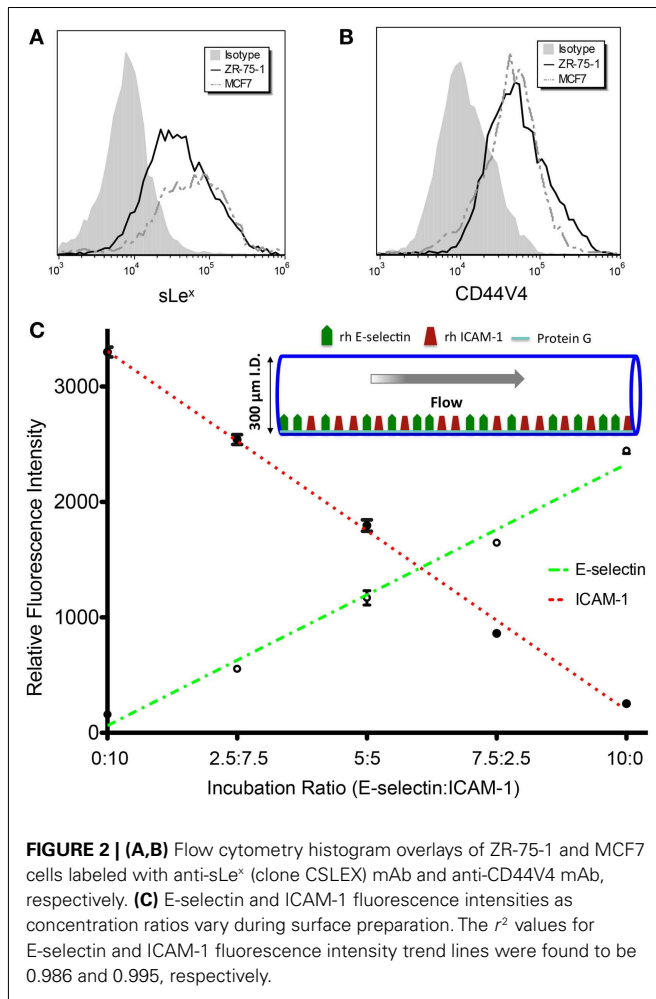 A
Isotype
ZR-75-1
MCF7
10³ 10⁴ 10⁵ 10⁶
sLeˣ
B
Isotype
ZR-75-1
MCF7
10³ 10⁴ 10⁵ 10⁶
CD44V4
C
rh E-selectin rh ICAM-1 Protein G
300 µm I.D.
Flow
Relative Fluorescence Intensity
3000
2000
1000
0
E-selectin
ICAM-1
0:10 2.5:7.5 5:5 7.5:2.5 10:0
Incubation Ratio (E-selectin:ICAM-1)
FIGURE 2 | (A,B) Flow cytometry histogram overlays of ZR-75-1 and MCF7
cells labeled with anti-sLeˣ (clone CSLEX) mAb and anti-CD44V4 mAb,
respectively. (C) E-selectin and ICAM-1 fluorescence intensities as
concentration ratios vary during surface preparation. The r² values for
E-selectin and ICAM-1 fluorescence intensity trend lines were found to be
0.986 and 0.995, respectively.